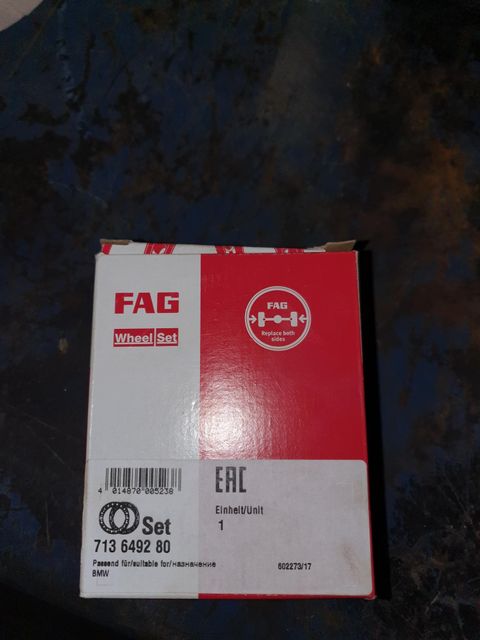 FAG
Wheel Set
FAG
Replace both
sides
4 014870 005238
EAC
Einheit/Unit
1
Set
713 6492 80
Passend für/suitable for/назначение
BMW
602273/17